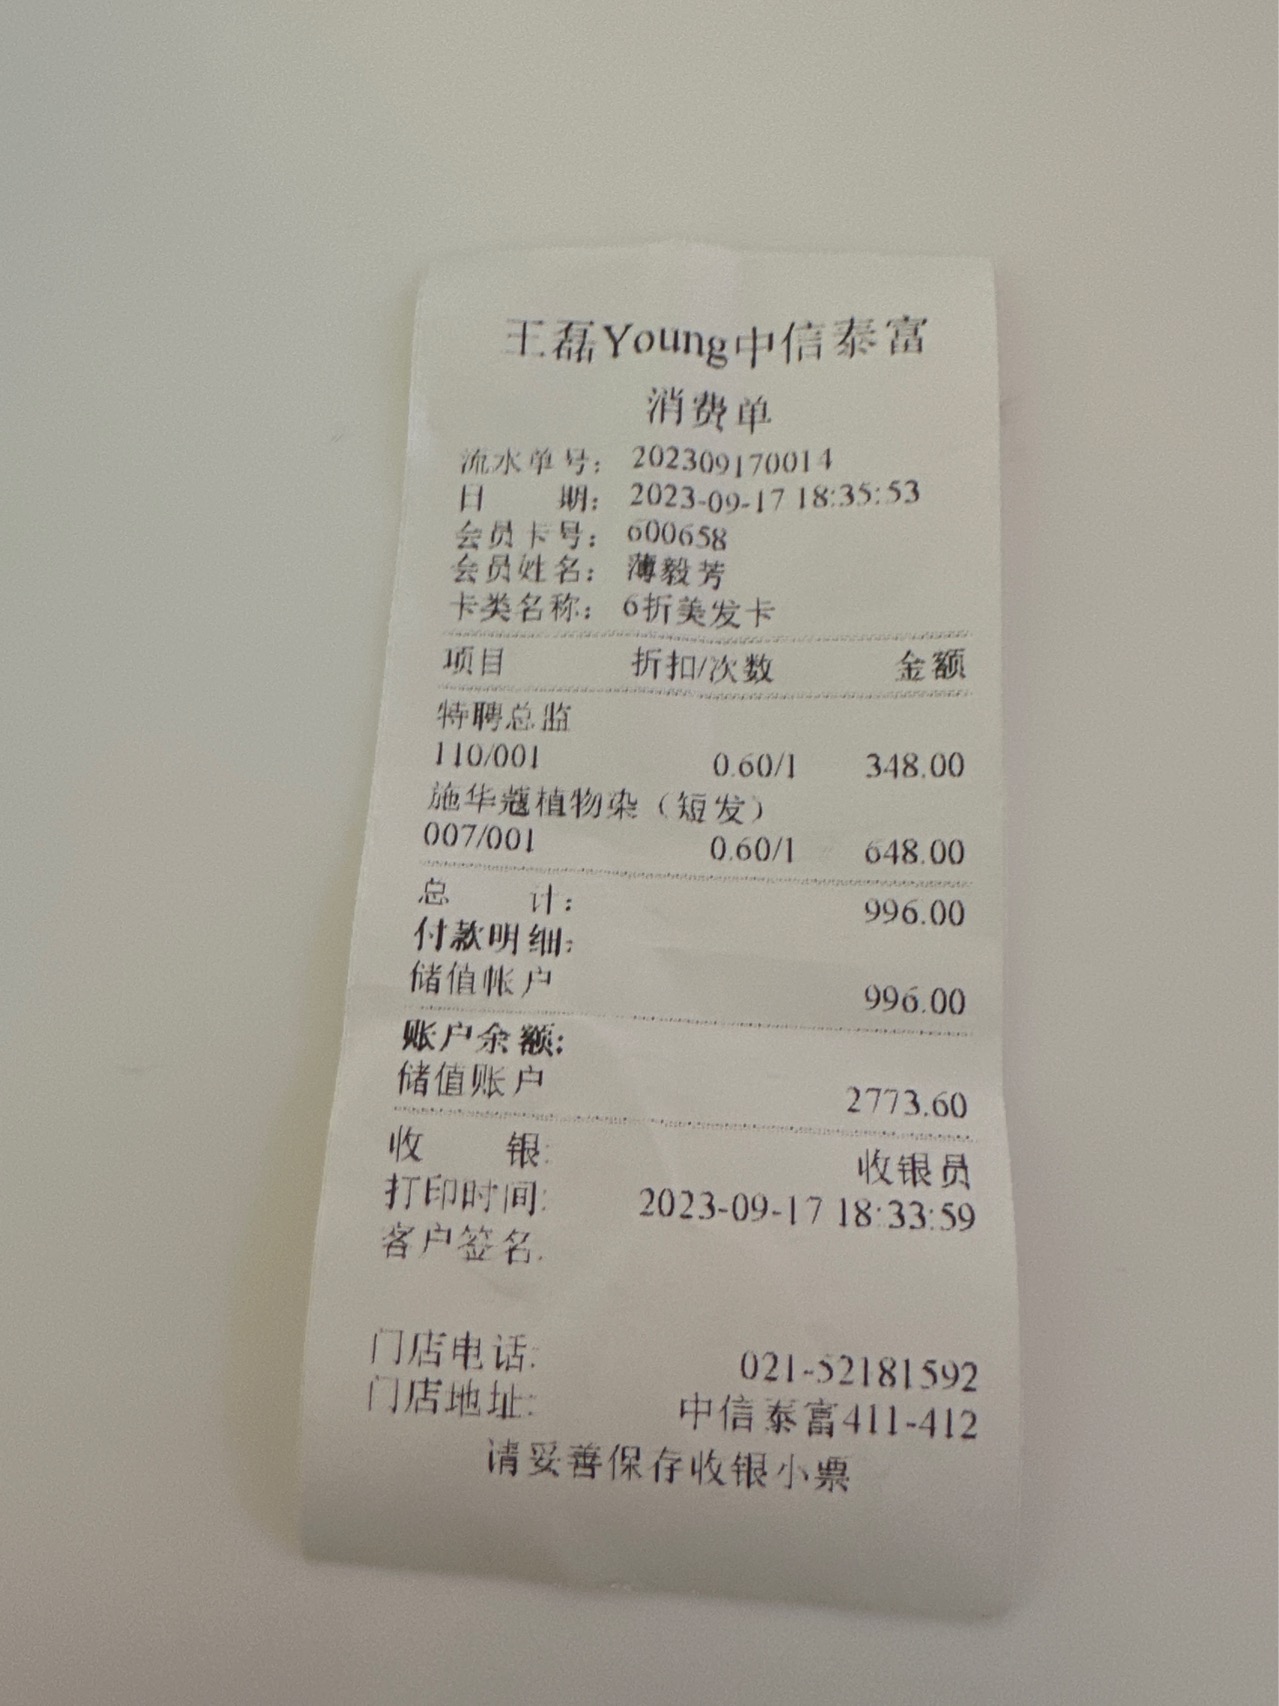 王磊Young中信泰富
消费单
流水单号： 202309170014
日 期： 2023-09-17 18:35:53
会员卡号： 600658
会员姓名： 薄毅芳
卡类名称： 6折美发卡
项目 折扣/次数 金额
特聘总监
110/001 0.60/1 348.00
施华蔻植物染（短发）
007/001 0.60/1 648.00
总 计： 996.00
付款明细：
储值帐户 996.00
账户余额：
储值账户 2773.60
收 银: 收银员
打印时间: 2023-09-17 18:33:59
客户签名:
门店电话: 021-52181592
门店地址: 中信泰富411-412
请妥善保存收银小票